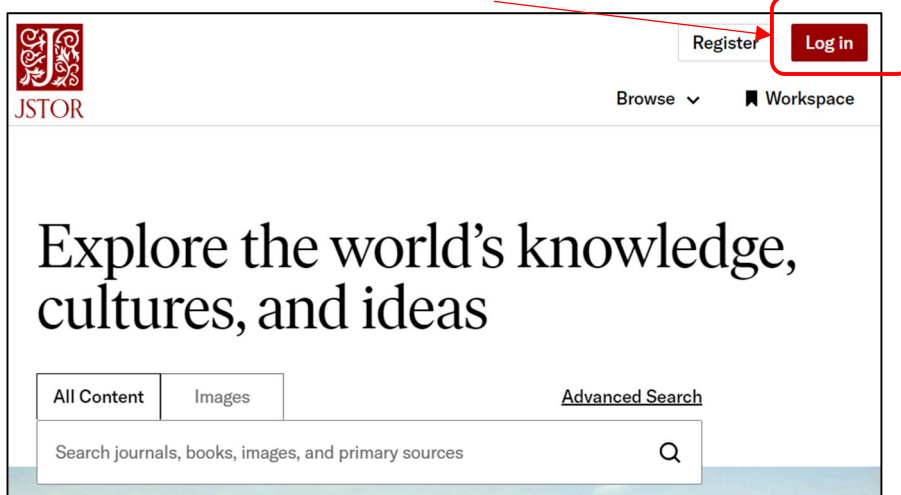 Register Log in
JSTOR
Browse Workspace
Explore the world's knowledge,
cultures, and ideas
All Content Images Advanced Search
Search journals, books, images, and primary sources